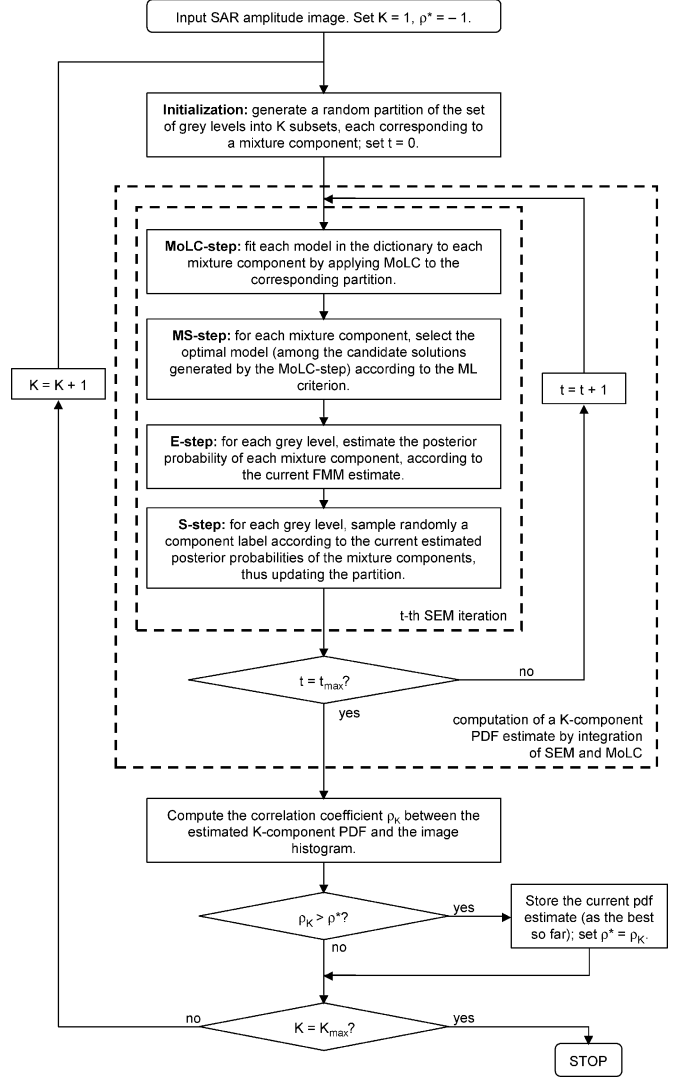 Input SAR amplitude image. Set K = 1, ρ* = – 1.
Initialization: generate a random partition of the set
of grey levels into K subsets, each corresponding to
a mixture component; set t = 0.
MoLC-step: fit each model in the dictionary to each
mixture component by applying MoLC to the
corresponding partition.
MS-step: for each mixture component, select the
optimal model (among the candidate solutions
generated by the MoLC-step) according to the ML
criterion.
K = K + 1
t = t + 1
E-step: for each grey level, estimate the posterior
probability of each mixture component, according to
the current FMM estimate.
S-step: for each grey level, sample randomly a
component label according to the current estimated
posterior probabilities of the mixture components,
thus updating the partition.
t-th SEM iteration
t = tmax?
no
yes
computation of a K-component
PDF estimate by integration
of SEM and MoLC
Compute the correlation coefficient ρK between the
estimated K-component PDF and the image
histogram.
ρK > ρ*?
yes
no
Store the current pdf
estimate (as the best
so far); set ρ* = ρK.
K = Kmax?
no
yes
STOP